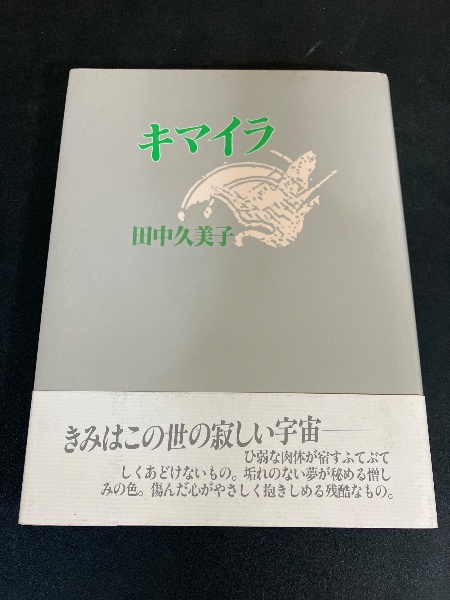 キマイラ
田中久美子
きみはこの世の寂しい宇宙――
ひ弱な肉体が宿すふてぶて
しくあどけないもの。垢れのない夢が秘める憎し
みの色。傷んだ心がやさしく抱きしめる残酷なもの。